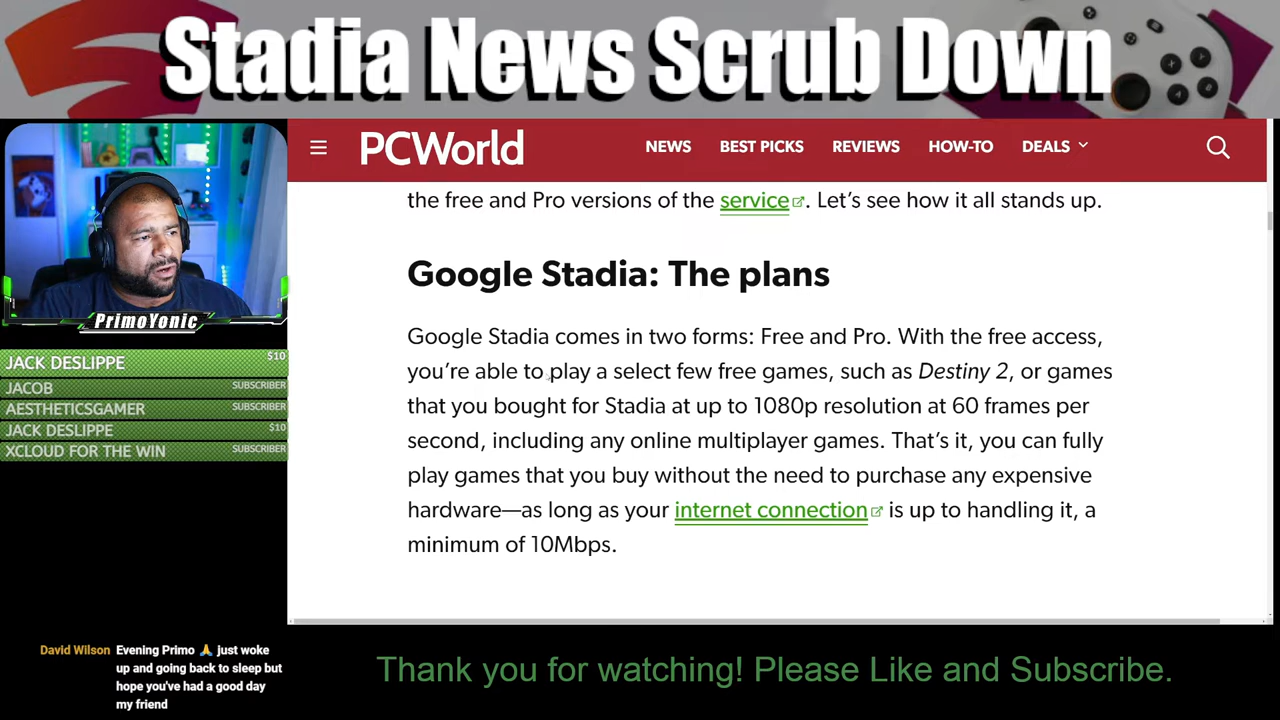 Stadia News Scrub Down
PCWorld
NEWS BEST PICKS REVIEWS HOW-TO DEALS
the free and Pro versions of the service. Let's see how it all stands up.
Google Stadia: The plans
Google Stadia comes in two forms: Free and Pro. With the free access,
you're able to play a select few free games, such as Destiny 2, or games
that you bought for Stadia at up to 1080p resolution at 60 frames per
second, including any online multiplayer games. That's it, you can fully
play games that you buy without the need to purchase any expensive
hardware—as long as your internet connection is up to handling it, a
minimum of 10Mbps.
PrimoYonic
JACK DESLIPPE $10
JACOB SUBSCRIBER
AESTHETICSGAMER SUBSCRIBER
JACK DESLIPPE $10
XCLOUD FOR THE WIN SUBSCRIBER
David Wilson Evening Primo 🙏 just woke
up and going back to sleep but
hope you've had a good day
my friend
Thank you for watching! Please Like and Subscribe.